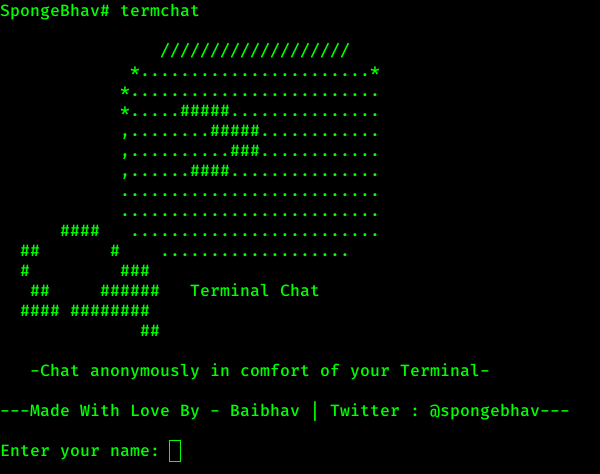 SpongeBhav# termchat
///////////////////
*.......................*
*.........................
*.....#####...............
,........#####............
,..........###............
,......####...............
..........................
..........................
#### .........................
## # ...................
# ###
## ###### Terminal Chat
#### ########
##
-Chat anonymously in comfort of your Terminal-
---Made With Love By - Baibhav | Twitter : @spongebhav---
Enter your name: